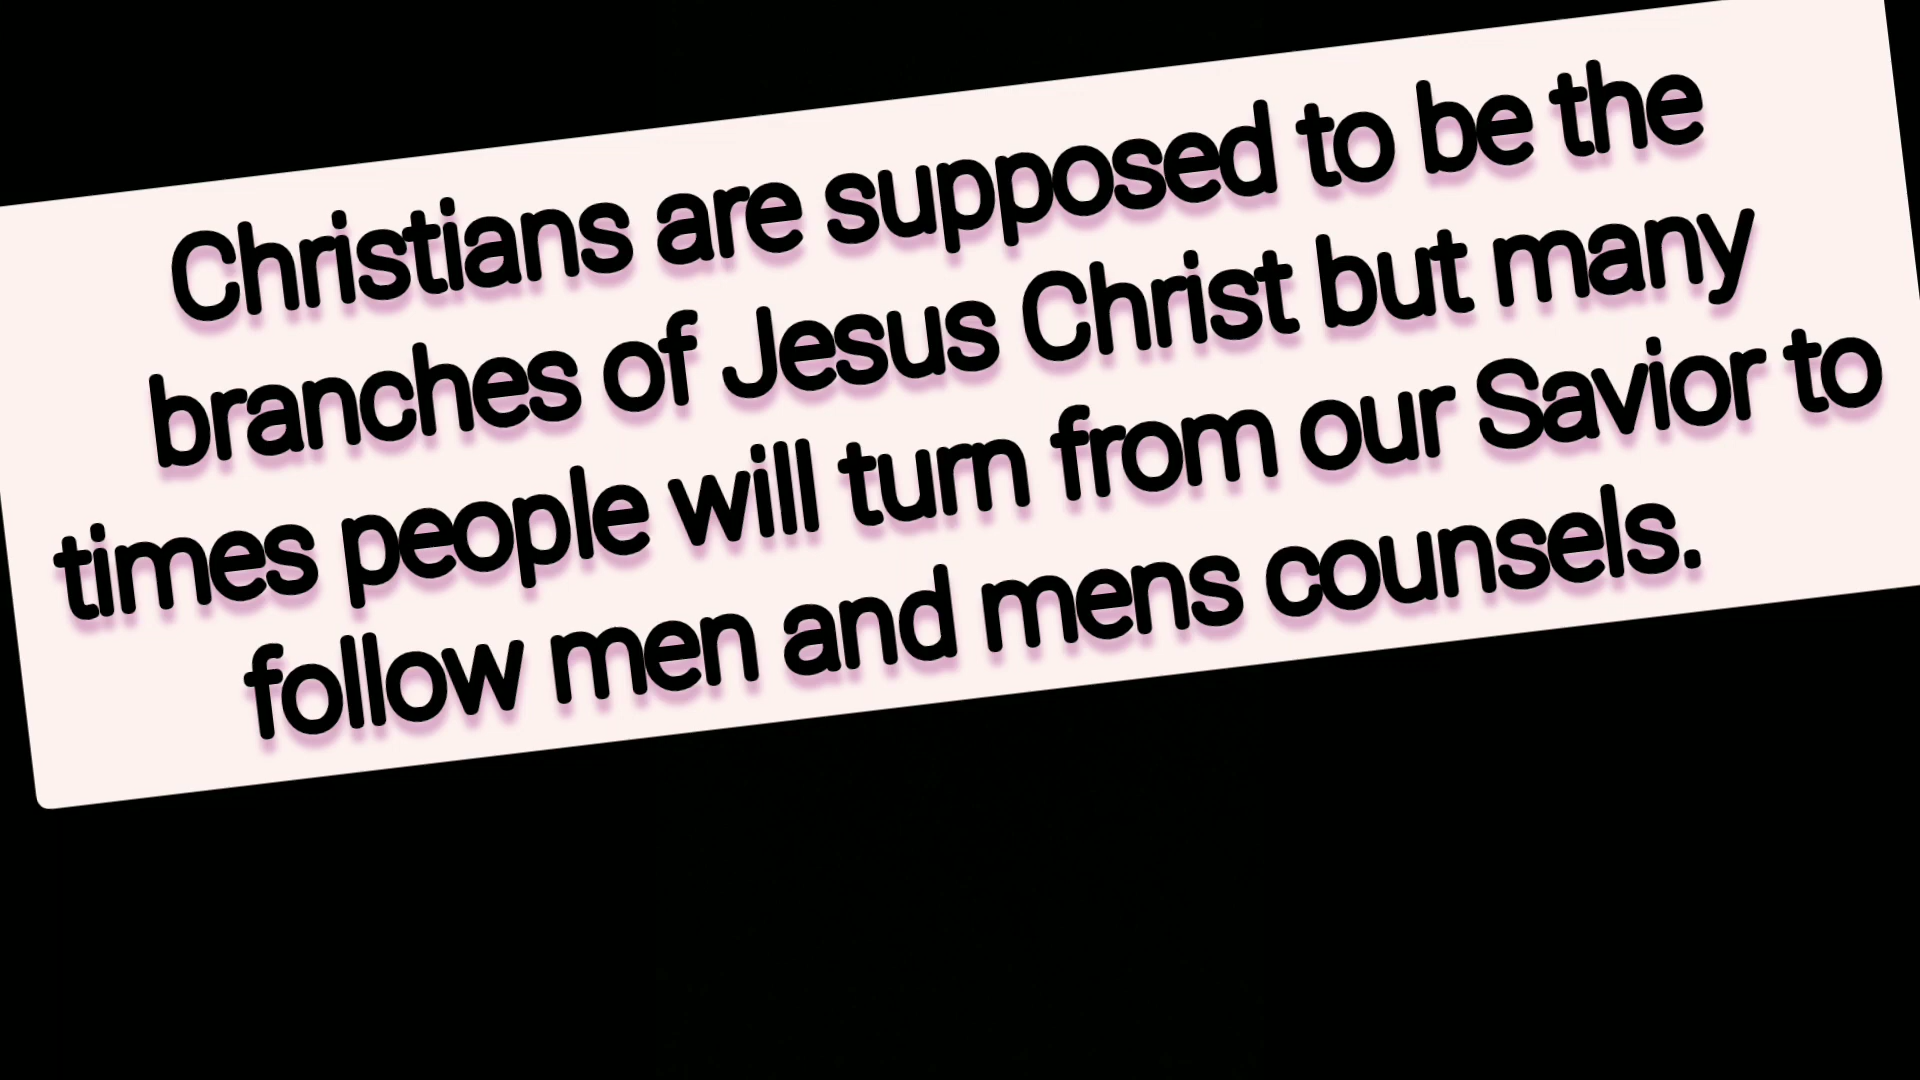 Christians are supposed to be the
branches of Jesus Christ but many
times people will turn from our Savior to
follow men and mens counsels.